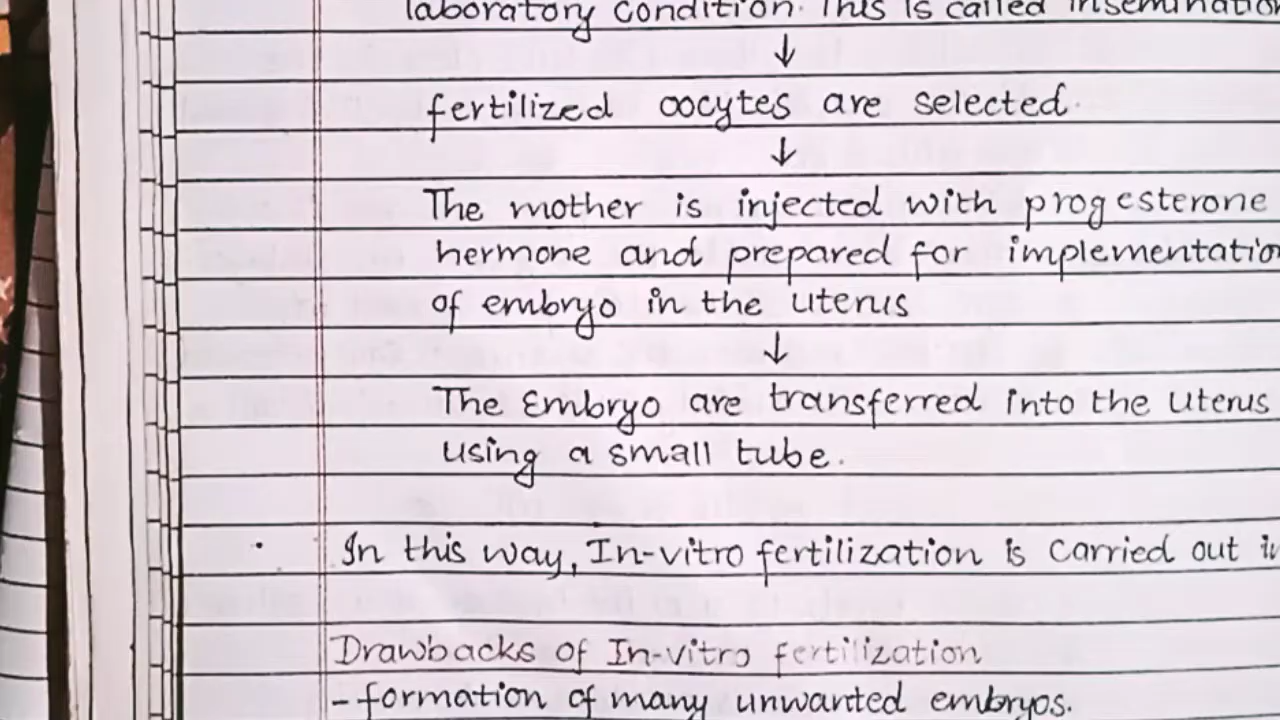 laboratory condition. This is called insemination
↓
fertilized oocytes are selected.
↓
The mother is injected with progesterone
hermone and prepared for implementatio
of embryo in the uterus
↓
The Embryo are transferred into the uterus
using a small tube.
In this way, In-vitro fertilization is carried out in
Drawbacks of In-vitro fertilization
- formation of many unwanted embryos.